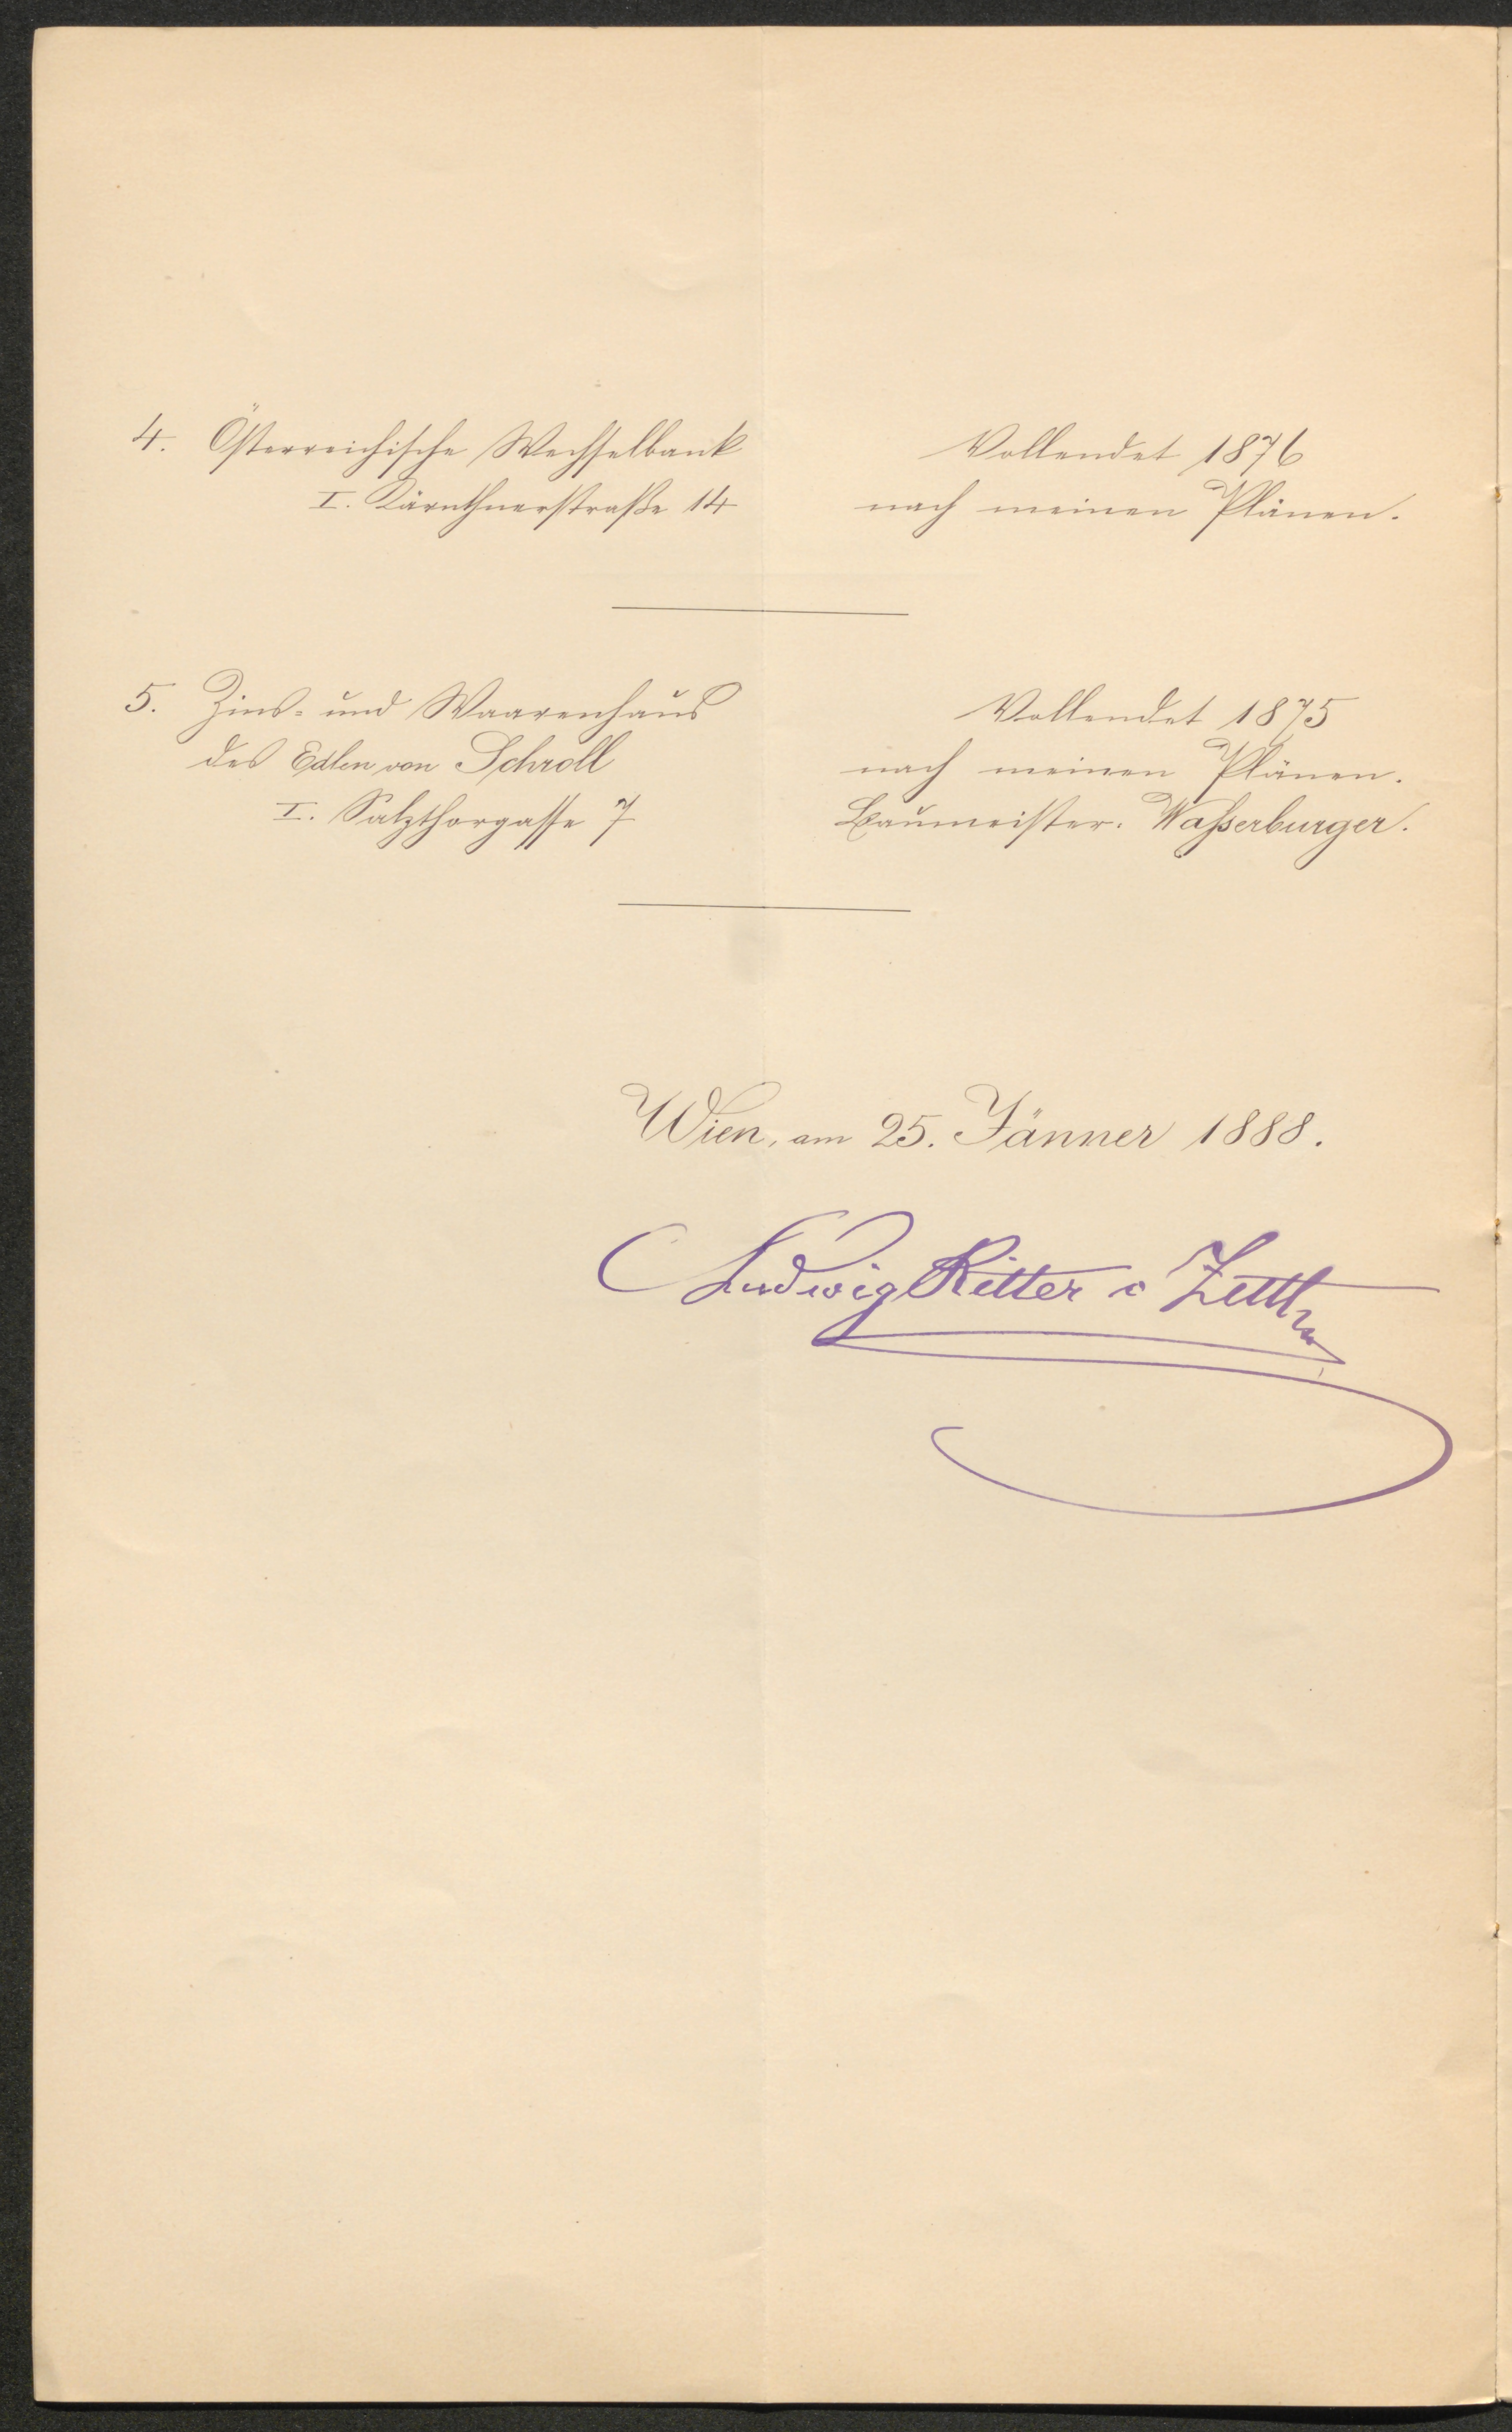 4. Österreichische Wechselbank
I. Kärnthnerstraße 14
Vollendet 1876
nach meinen Plänen.
5. Zins- und Waarenhaus
des Edlen von Schroll
I. Salzthorgasse 7
Vollendet 1875
nach meinen Plänen.
Baumeister: Waßerburger.
Wien, am 25. Jänner 1888.
Ludwig Ritter v Zettl